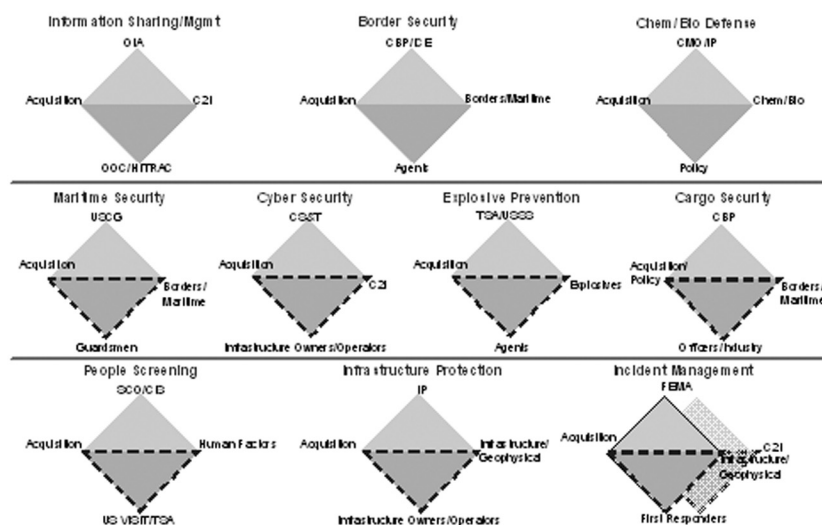 Information Sharing/Mgmt
Border Security
Chem/Bio Defense
OIA
CBP/ICE
CMO/IP
Acquisition
C2I
Acquisition
Borders/Maritime
Acquisition
Chem/Bio
OOC/HITRAC
Agents
Policy
Maritime Security
Cyber Security
Explosive Prevention
Cargo Security
USCG
CS&T
TSA/USSS
CBP
Acquisition
Borders/
Maritime
Acquisition
C2I
Acquisition
Explosives
Acquisition/
Policy
Borders/
Maritime
Guardsmen
Infrastructure Owners/Operators
Agents
Officers/Industry
People Screening
Infrastructure Protection
Incident Management
SCO/CIS
IP
FEMA
Acquisition
Human Factors
Acquisition
Infrastructure/
Geophysical
Acquisition
C2I
Infrastructure/
Geophysical
US VISIT/TSA
Infrastructure Owners/Operators
First Responders